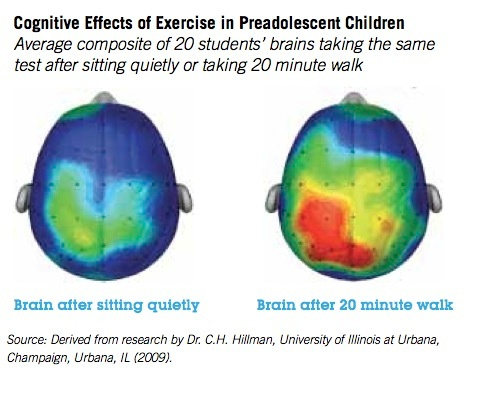 Cognitive Effects of Exercise in Preadolescent Children
Average composite of 20 students’ brains taking the same
test after sitting quietly or taking 20 minute walk
Brain after sitting quietly
Brain after 20 minute walk
Source: Derived from research by Dr. C.H. Hillman, University of Illinois at Urbana,
Champaign, Urbana, IL (2009).